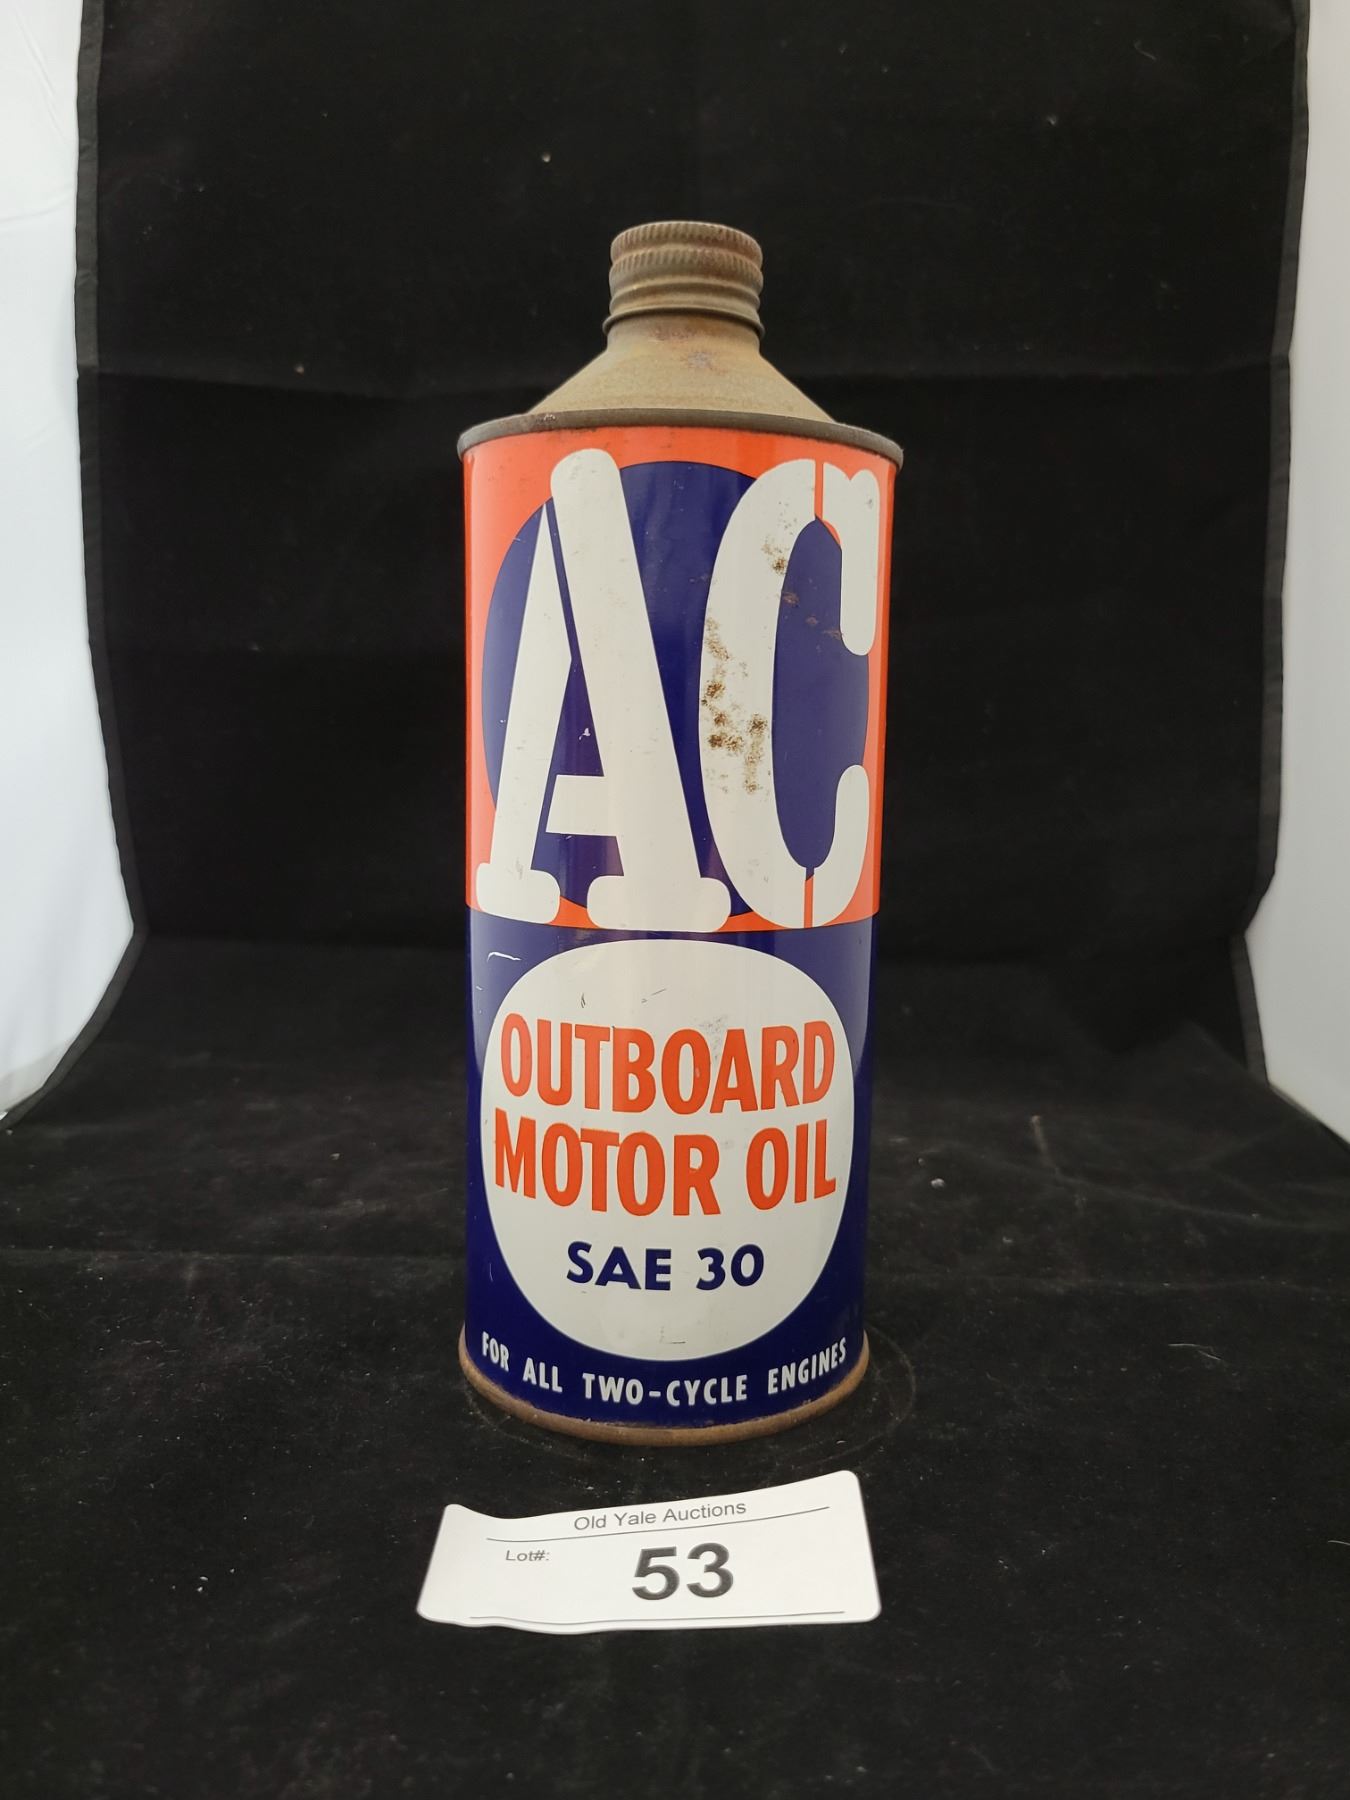 AC
OUTBOARD
MOTOR OIL
SAE 30
FOR ALL TWO-CYCLE ENGINES
Old Yale Auctions
Lot#: 53